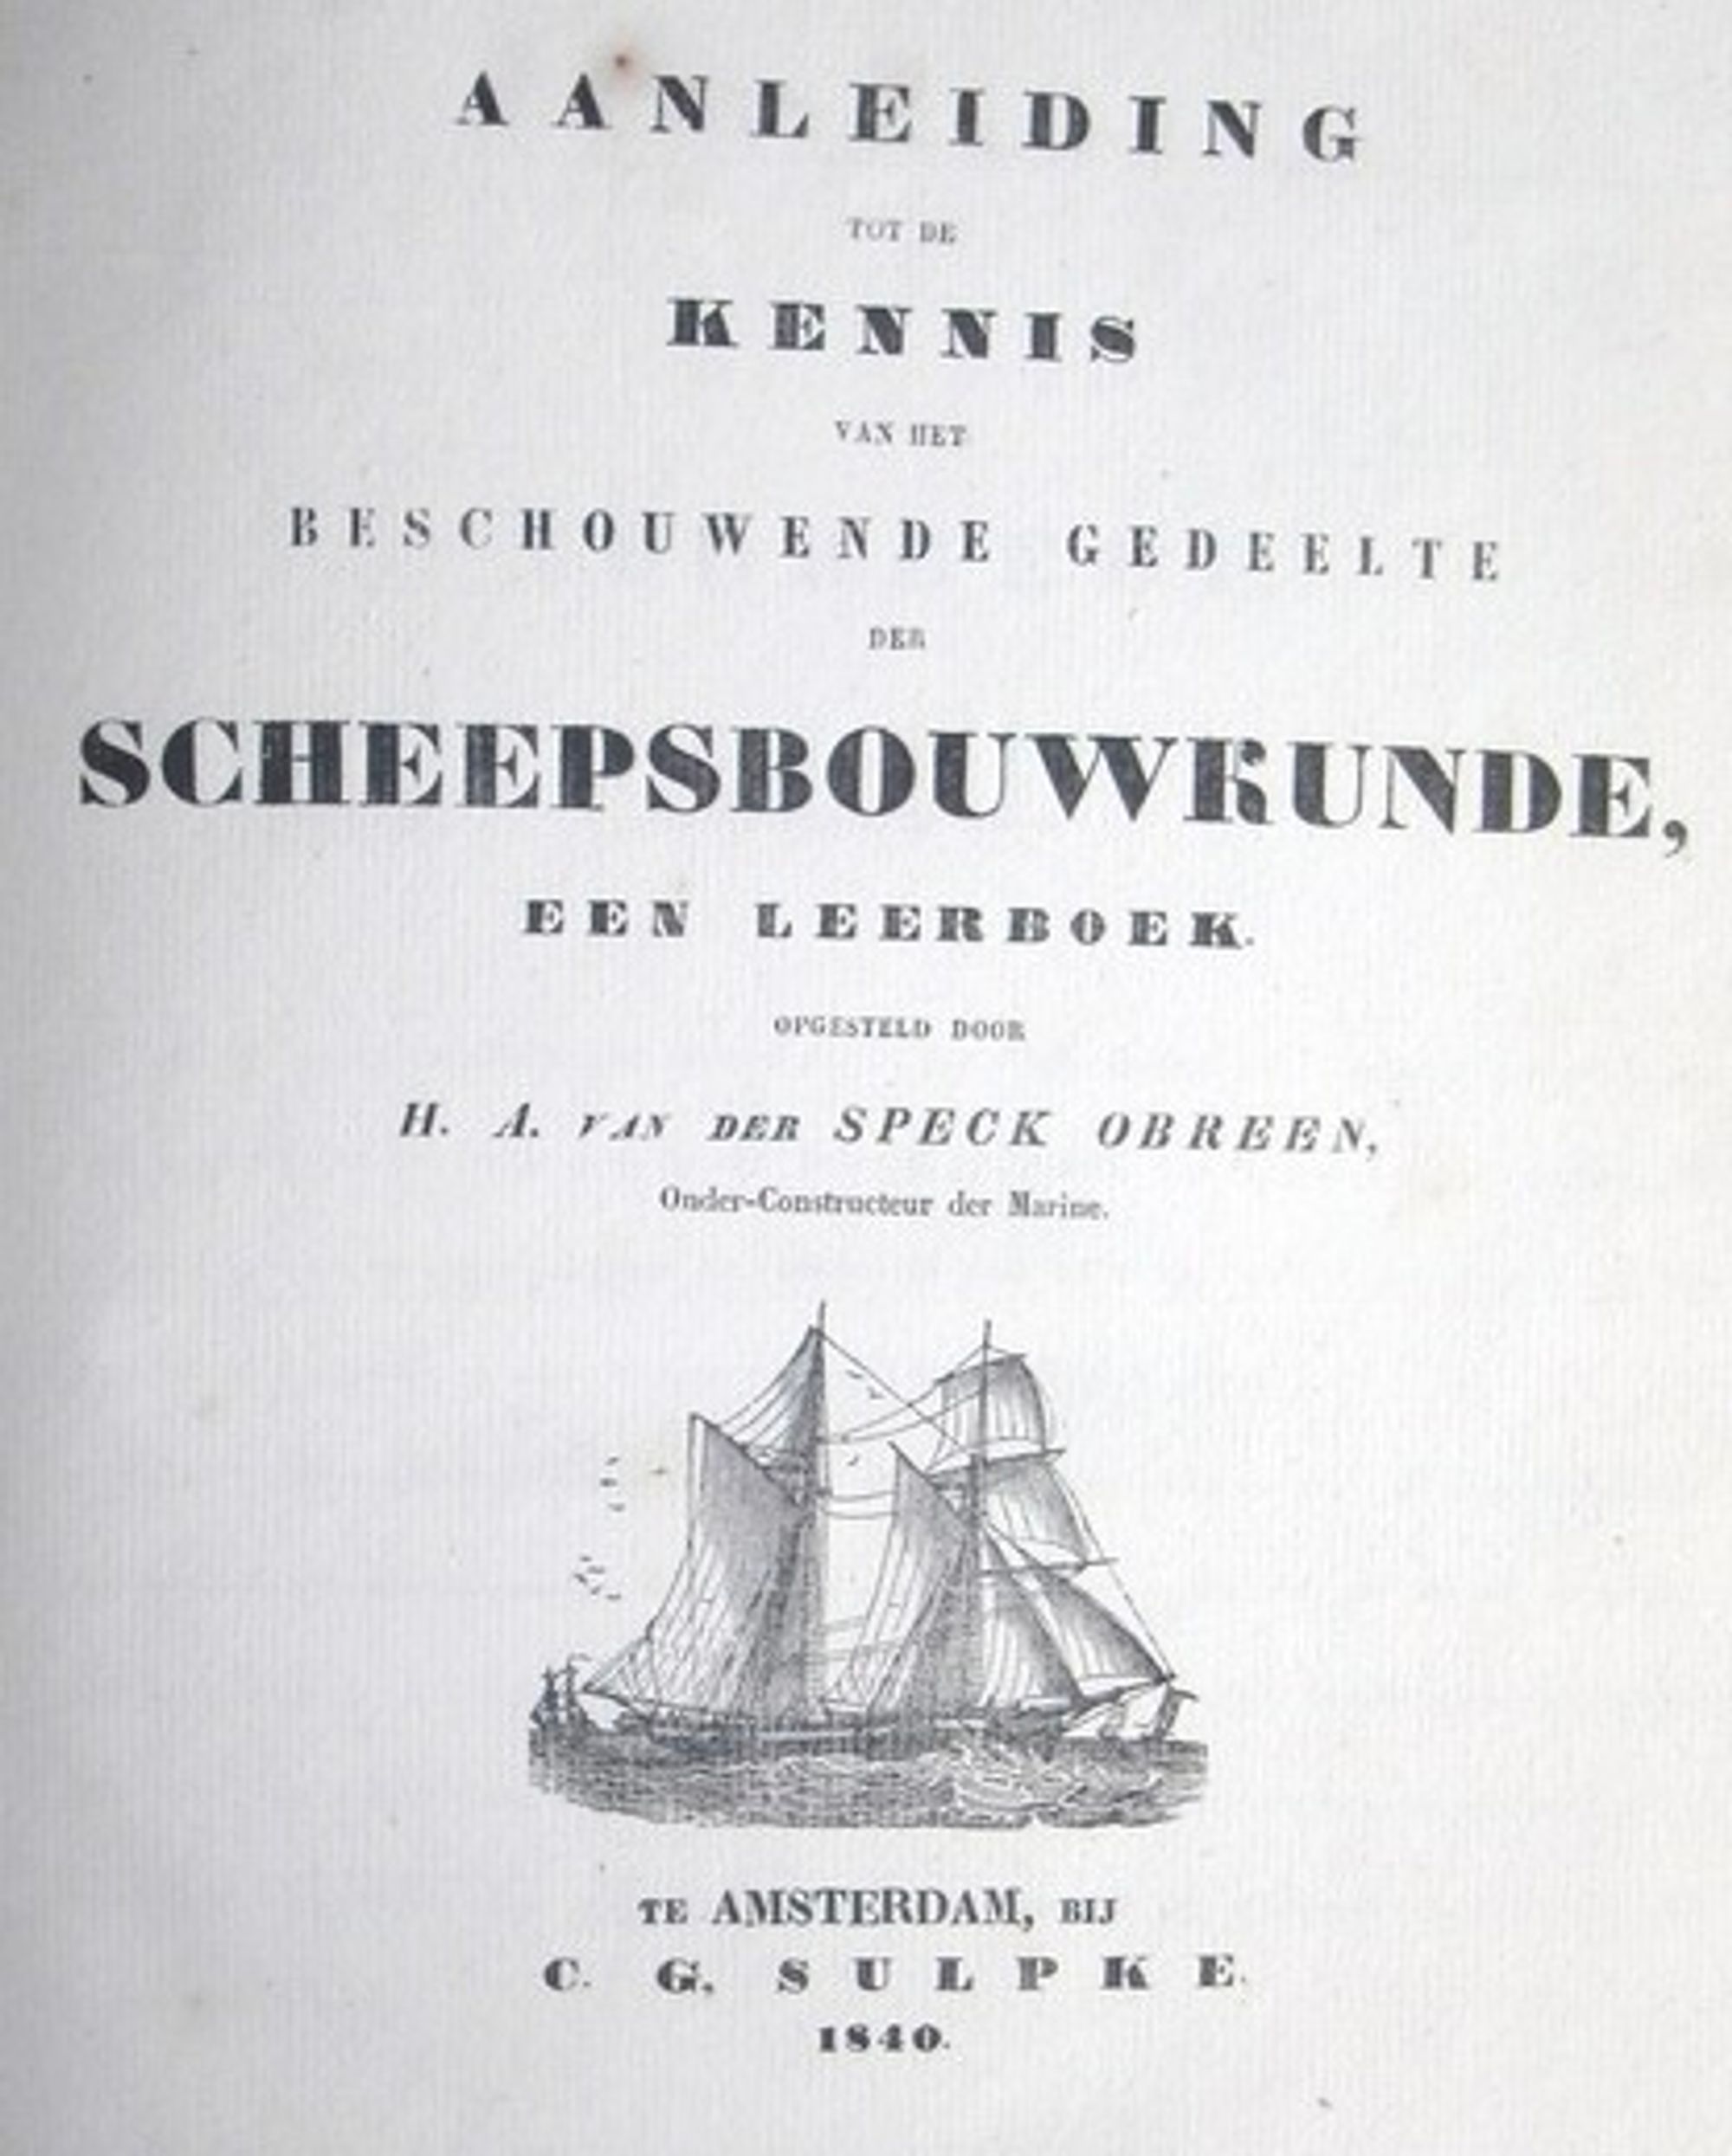 AANLEIDING
TOT DE
KENNIS
VAN HET
BESCHOUWENDE GEDEELTE
DER
SCHEEPSBOUWKUNDE,
EEN LEERBOEK.
OPGESTELD DOOR
H. A. VAN DER SPECK OBREEN,
Onder-Constructeur der Marine.
TE AMSTERDAM, BIJ
C. G. SULPKE.
1840.